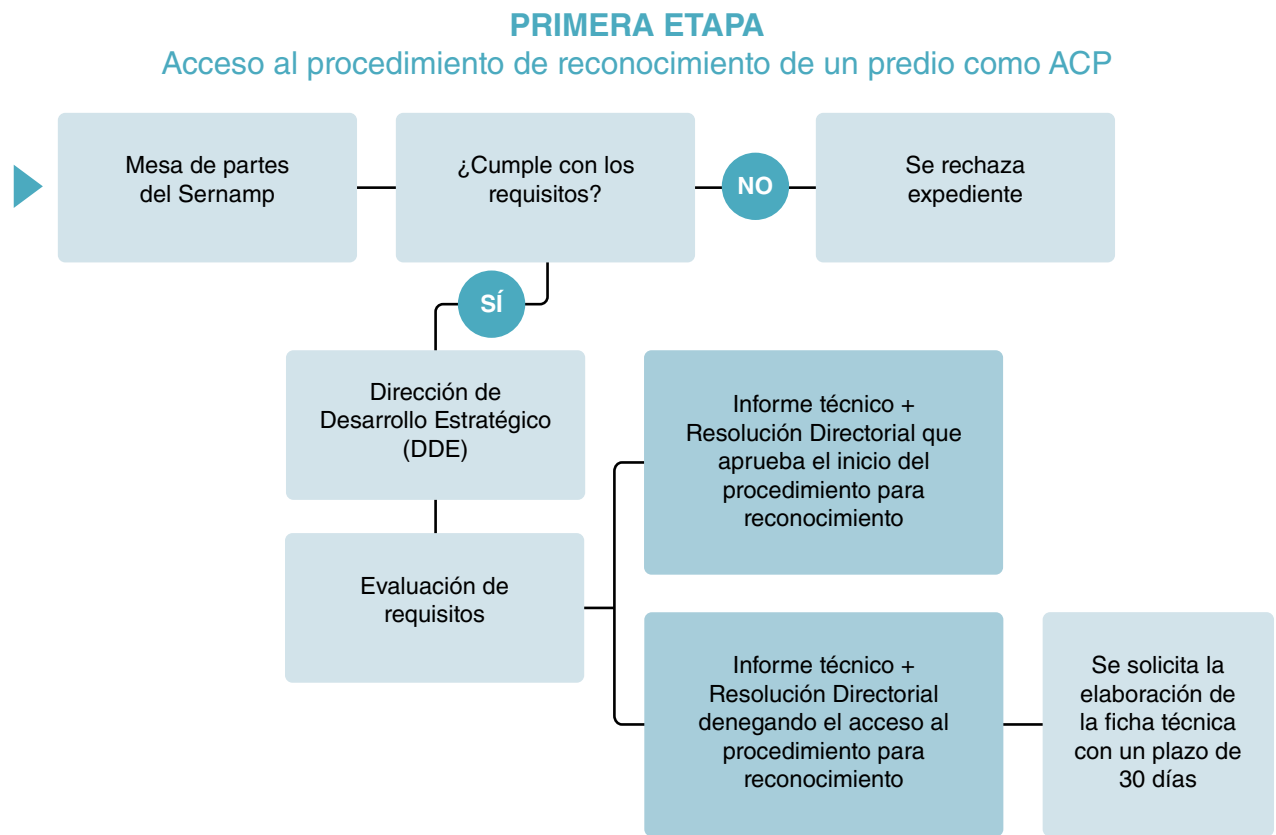 PRIMERA ETAPA
Acceso al procedimiento de reconocimiento de un predio como ACP
Mesa de partes
del Sernamp
¿Cumple con los
requisitos?
NO
Se rechaza
expediente
SÍ
Dirección de
Desarrollo Estratégico
(DDE)
Informe técnico +
Resolución Directorial que
aprueba el inicio del
procedimiento para
reconocimiento
Evaluación de
requisitos
Informe técnico +
Resolución Directorial
denegando el acceso al
procedimiento para
reconocimiento
Se solicita la
elaboración de
la ficha técnica
con un plazo de
30 días